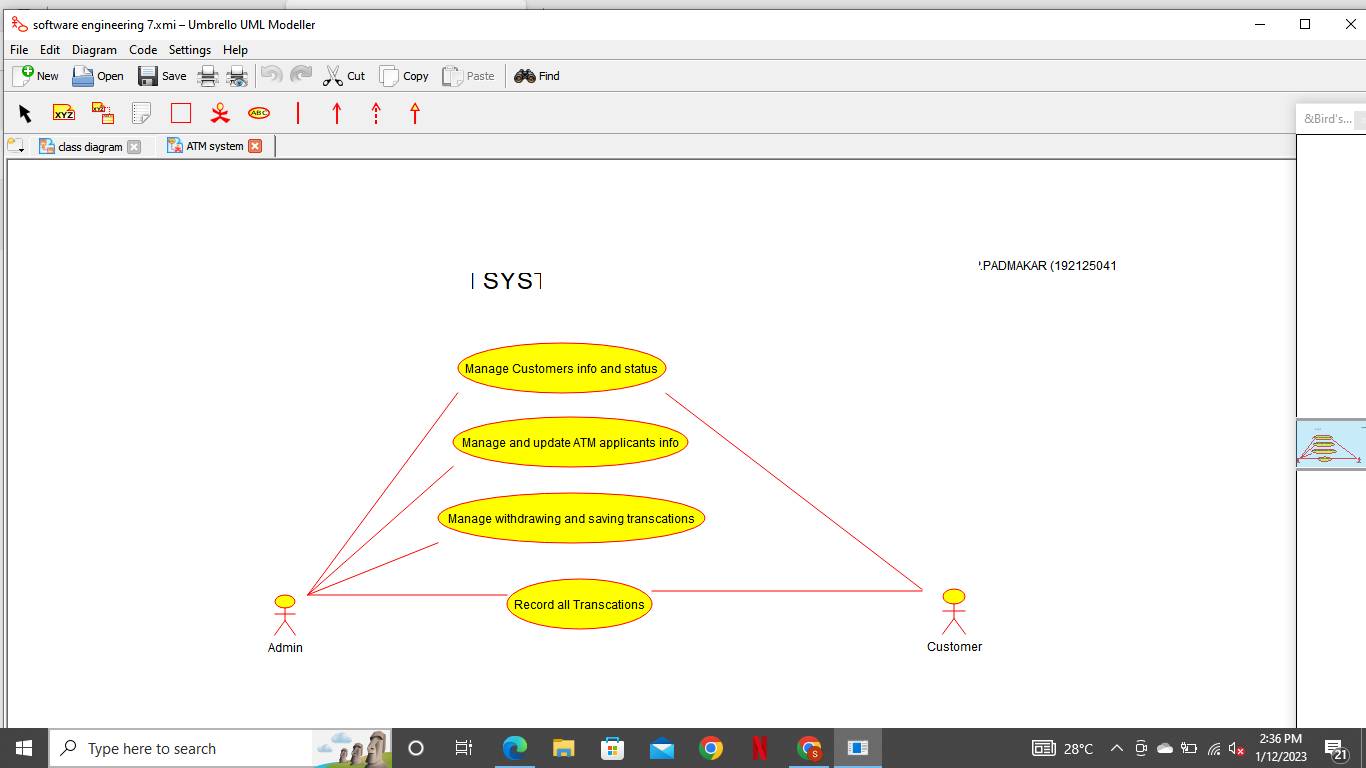 software engineering 7.xmi – Umbrello UML Modeller
File Edit Diagram Code Settings Help
New Open Save Cut Copy Paste Find
XYZ XYZ ABC
&Bird's...
class diagram ATM system
.PADMAKAR (192125041
SYST
Manage Customers info and status
Manage and update ATM applicants info
Manage withdrawing and saving transcations
Record all Transcations
Admin
Customer
Type here to search
28°C
2:36 PM
1/12/2023
21